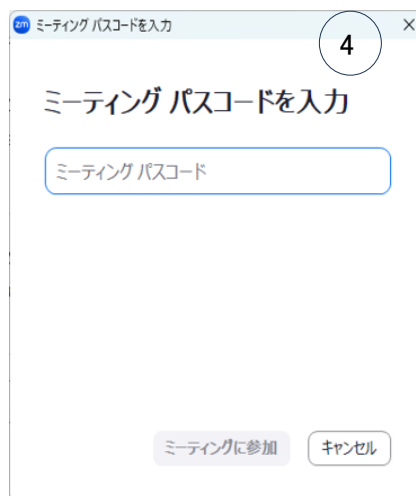 zm ミーティング パスコードを入力
4
ミーティング パスコードを入力
ミーティング パスコード
ミーティングに参加 キャンセル